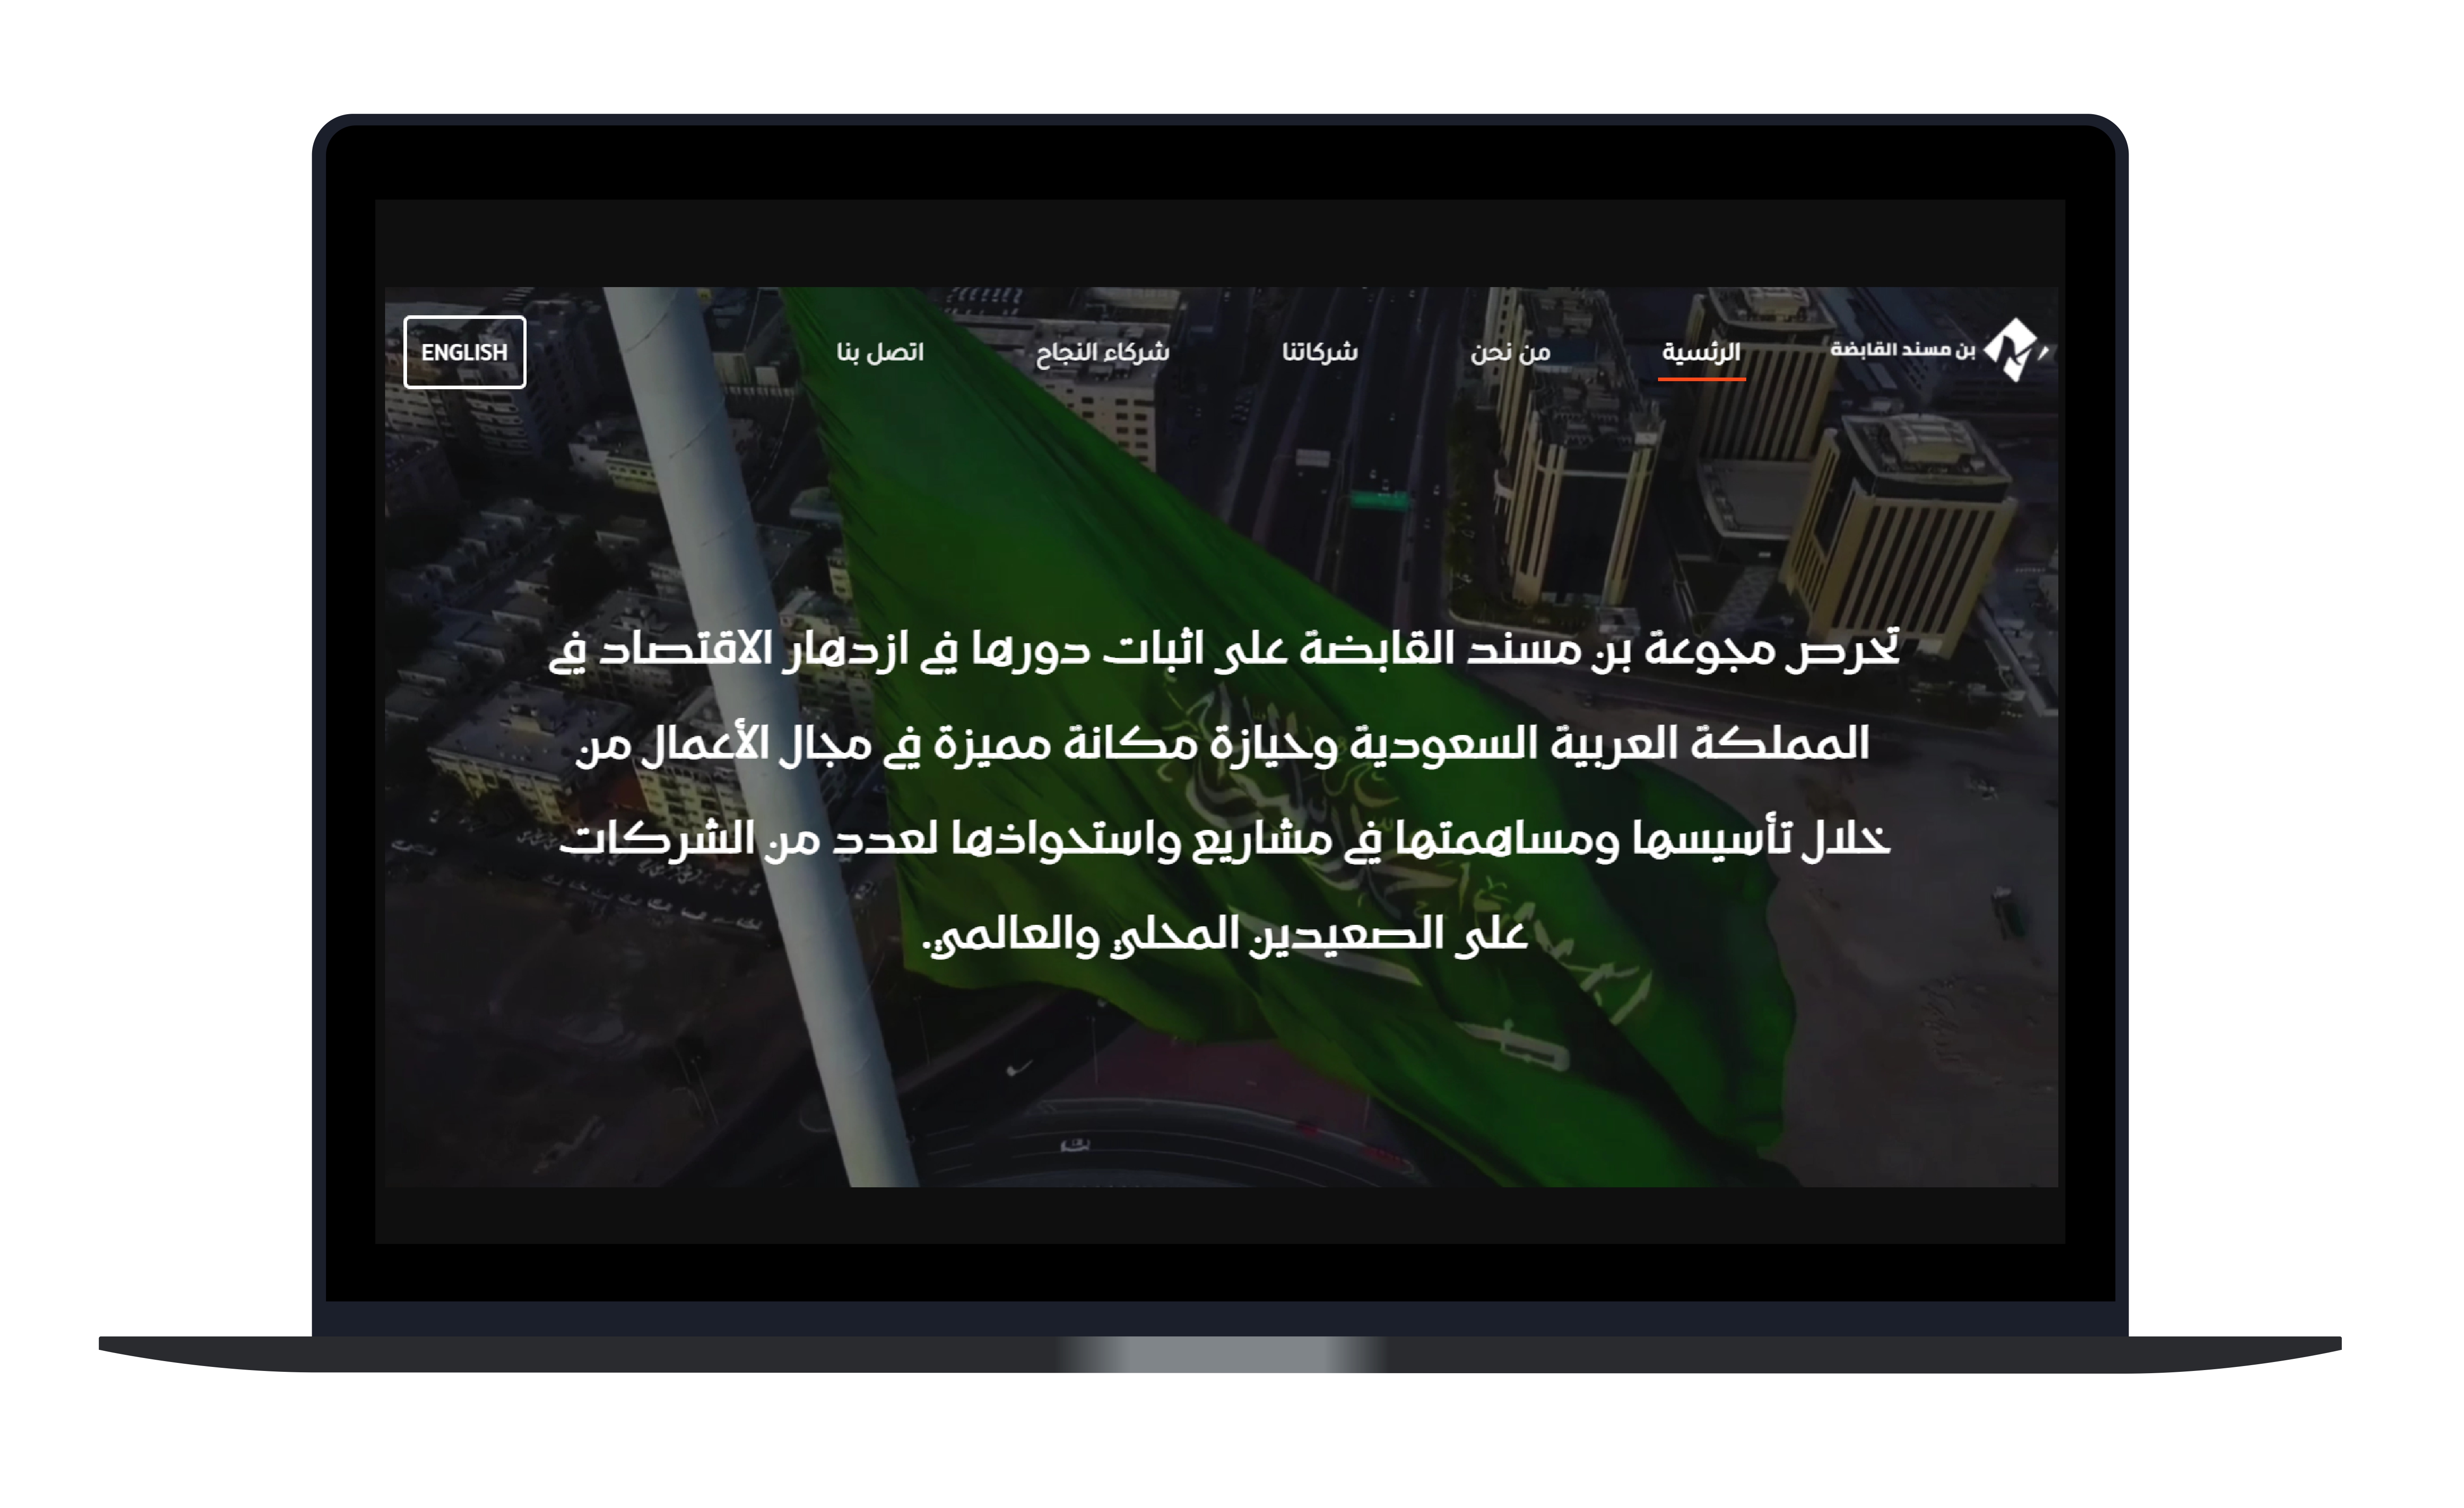 بن مسند القابضة
الرئسية
من نحن
شركاتنا
شركاء النجاح
اتصل بنا
ENGLISH
تحرص مجوعة بن مسند القابضة على اثبات دورها في ازدهار الاقتصاد في
المملكة العربية السعودية وحيازة مكانة مميزة في مجال الأعمال من
خلال تأسيسها ومساهمتها في مشاريع واستحواذها لعدد من الشركات
على الصعيدين المحلي والعالمي.